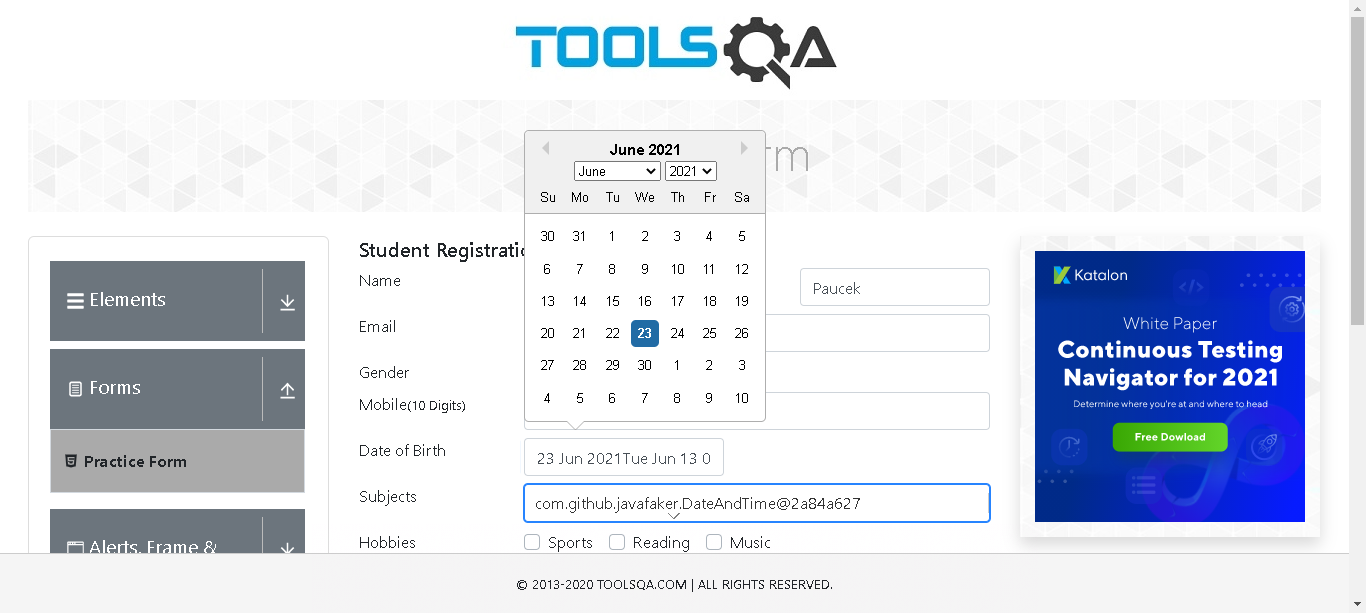 TOOLSQA
June 2021
June 2021
Su Mo Tu We Th Fr Sa
30 31 1 2 3 4 5
6 7 8 9 10 11 12
13 14 15 16 17 18 19
20 21 22 23 24 25 26
27 28 29 30 1 2 3
4 5 6 7 8 9 10
Elements
Forms
Practice Form
Alerts, Frame &
Student Registratio
Name
Paucek
Email
Gender
Mobile(10 Digits)
Date of Birth
23 Jun 2021Tue Jun 13 0
Subjects
com.github.javafaker.DateAndTime@2a84a627
Hobbies
Sports Reading Music
Katalon
White Paper
Continuous Testing
Navigator for 2021
Determine where you're at and where to head
Free Dowload
© 2013-2020 TOOLSQA.COM | ALL RIGHTS RESERVED.